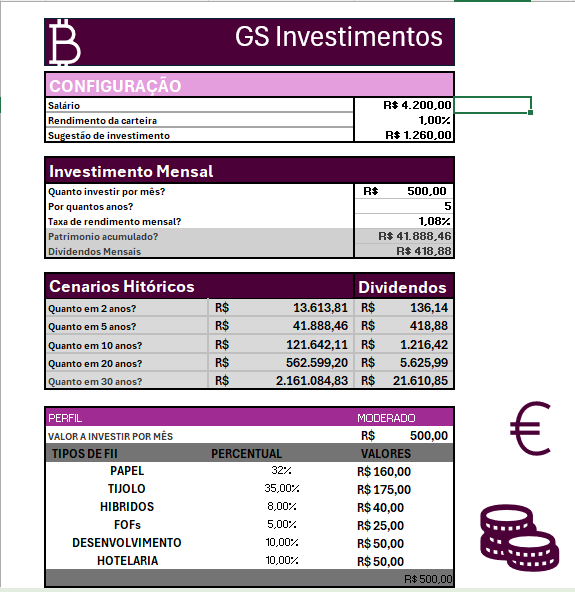 GS Investimentos
CONFIGURAÇÃO
Salário R$ 4.200,00
Rendimento da carteira 1,00%
Sugestão de investimento R$ 1.260,00
Investimento Mensal
Quanto investir por mês? R$ 500,00
Por quantos anos? 5
Taxa de rendimento mensal? 1,08%
Patrimonio acumulado? R$ 41.888,46
Dividendos Mensais R$ 418,88
Cenarios Hitóricos Dividendos
Quanto em 2 anos? R$ 13.613,81 R$ 136,14
Quanto em 5 anos? R$ 41.888,46 R$ 418,88
Quanto em 10 anos? R$ 121.642,11 R$ 1.216,42
Quanto em 20 anos? R$ 562.599,20 R$ 5.625,99
Quanto em 30 anos? R$ 2.161.084,83 R$ 21.610,85
PERFIL MODERADO
VALOR A INVESTIR POR MÊS R$ 500,00
TIPOS DE FII PERCENTUAL VALORES
PAPEL 32% R$ 160,00
TIJOLO 35,00% R$ 175,00
HIBRIDOS 8,00% R$ 40,00
FOFs 5,00% R$ 25,00
DESENVOLVIMENTO 10,00% R$ 50,00
HOTELARIA 10,00% R$ 50,00
R$ 500,00